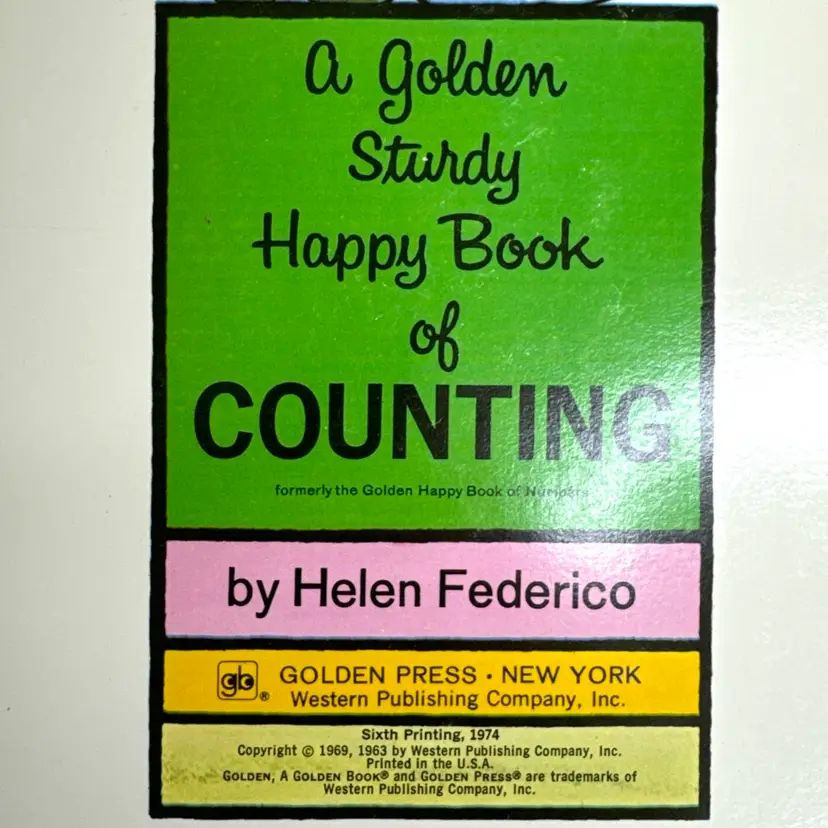 A Golden
Sturdy
Happy Book
of
COUNTING
formerly the Golden Happy Book of Numbers
by Helen Federico
gb® GOLDEN PRESS • NEW YORK
Western Publishing Company, Inc.
Sixth Printing, 1974
Copyright © 1969, 1963 by Western Publishing Company, Inc.
Printed in the U.S.A.
GOLDEN, A GOLDEN BOOK® and GOLDEN PRESS® are trademarks of
Western Publishing Company, Inc.